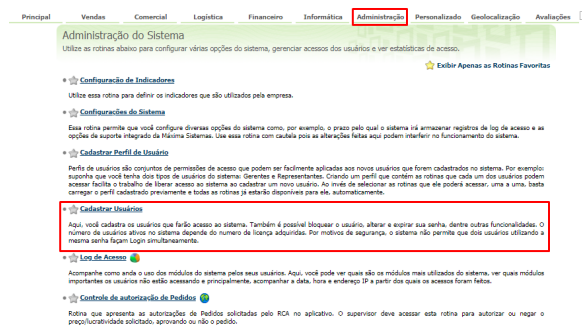 Principal Vendas Comercial Logística Financeiro Informática Administração Personalizado Geolocalização Avaliações
Administração do Sistema
Utilize as rotinas abaixo para configurar várias opções do sistema, gerenciar acessos dos usuários e ver estatísticas de acesso.
Exibir Apenas as Rotinas Favoritas
Configuração de Indicadores
Utilize essa rotina para definir os indicadores que são utilizados pela empresa.
Configurações do Sistema
Essa rotina permite que você configure diversas opções do sistema como, por exemplo, o prazo pelo qual o sistema irá armazenar registros de log de acesso e as
opções de suporte integrado da Máxima Sistemas. Use essa rotina com cautela pois as alterações feitas aqui podem interferir no funcionamento do sistema.
Cadastrar Perfil de Usuário
Perfis de usuários são conjuntos de permissões de acesso que podem ser facilmente aplicadas aos novos usuários que forem cadastrados no sistema. Por exemplo:
suponha que você tenha dois tipos de usuários do sistema: Gerentes e Representantes. Criando um perfil que contém as rotinas que cada um dos usuários podem
acessar facilita o trabalho de liberar acesso ao sistema ao cadastrar um novo usuário. Ao invés de selecionar as rotinas que ele poderá acessar, uma a uma, basta
carregar o perfil cadastrado previamente e todas as rotinas já estarão disponíveis para ele, automaticamente.
Cadastrar Usuários
Aqui, você cadastra os usuários que farão acesso ao sistema. Também é possível bloquear o usuário, alterar e expirar sua senha, dentre outras funcionalidades. O
número de usuários ativos no sistema depende do numero de licença adquiridas. Por motivos de segurança, o sistema não permite que dois usuários utilizando a
mesma senha façam Login simultaneamente.
Log de Acesso
Acompanhe como anda o uso dos módulos do sistema pelos seus usuários. Aqui, você pode ver quais são os módulos mais utilizados do sistema, ver quais módulos
importantes os usuários não estão acessando e principalmente, acompanhar a data, hora e endereço IP a partir dos quais os acessos foram feitos.
Controle de autorização de Pedidos
Rotina que apresenta as autorizações de Pedidos solicitadas pelo RCA no aplicativo. O supervisor deve acessar esta rotina para autorizar ou negar o
preço/lucratividade solicitado, aprovando ou não o pedido.